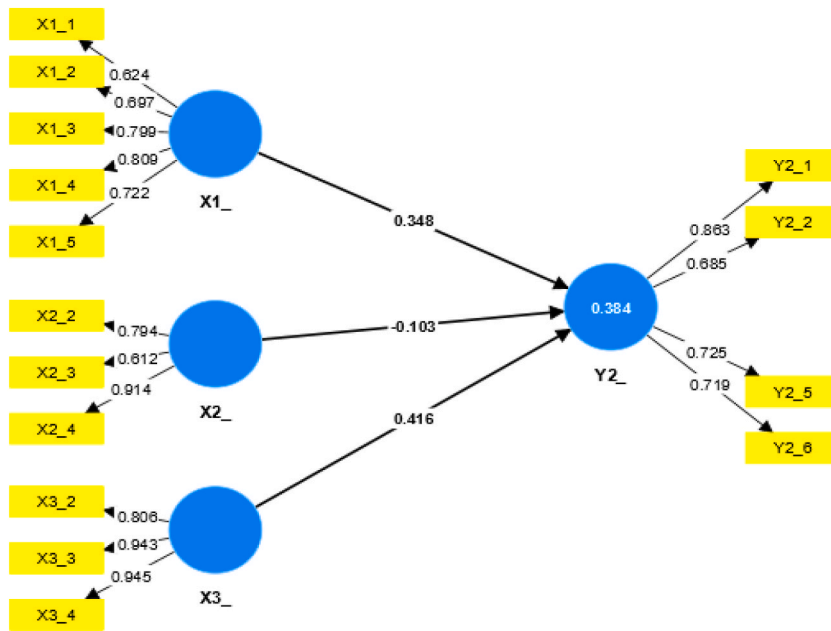 X1_1
0.624
X1_2
0.697
X1_3
0.799
X1_4
0.809
X1_5
0.722
X1_
0.348
X2_2
0.794
X2_3
0.612
X2_4
0.914
X2_
-0.103
X3_2
0.806
X3_3
0.943
X3_4
0.945
X3_
0.416
0.384
Y2_
Y2_1
0.863
Y2_2
0.685
Y2_5
0.725
Y2_6
0.719